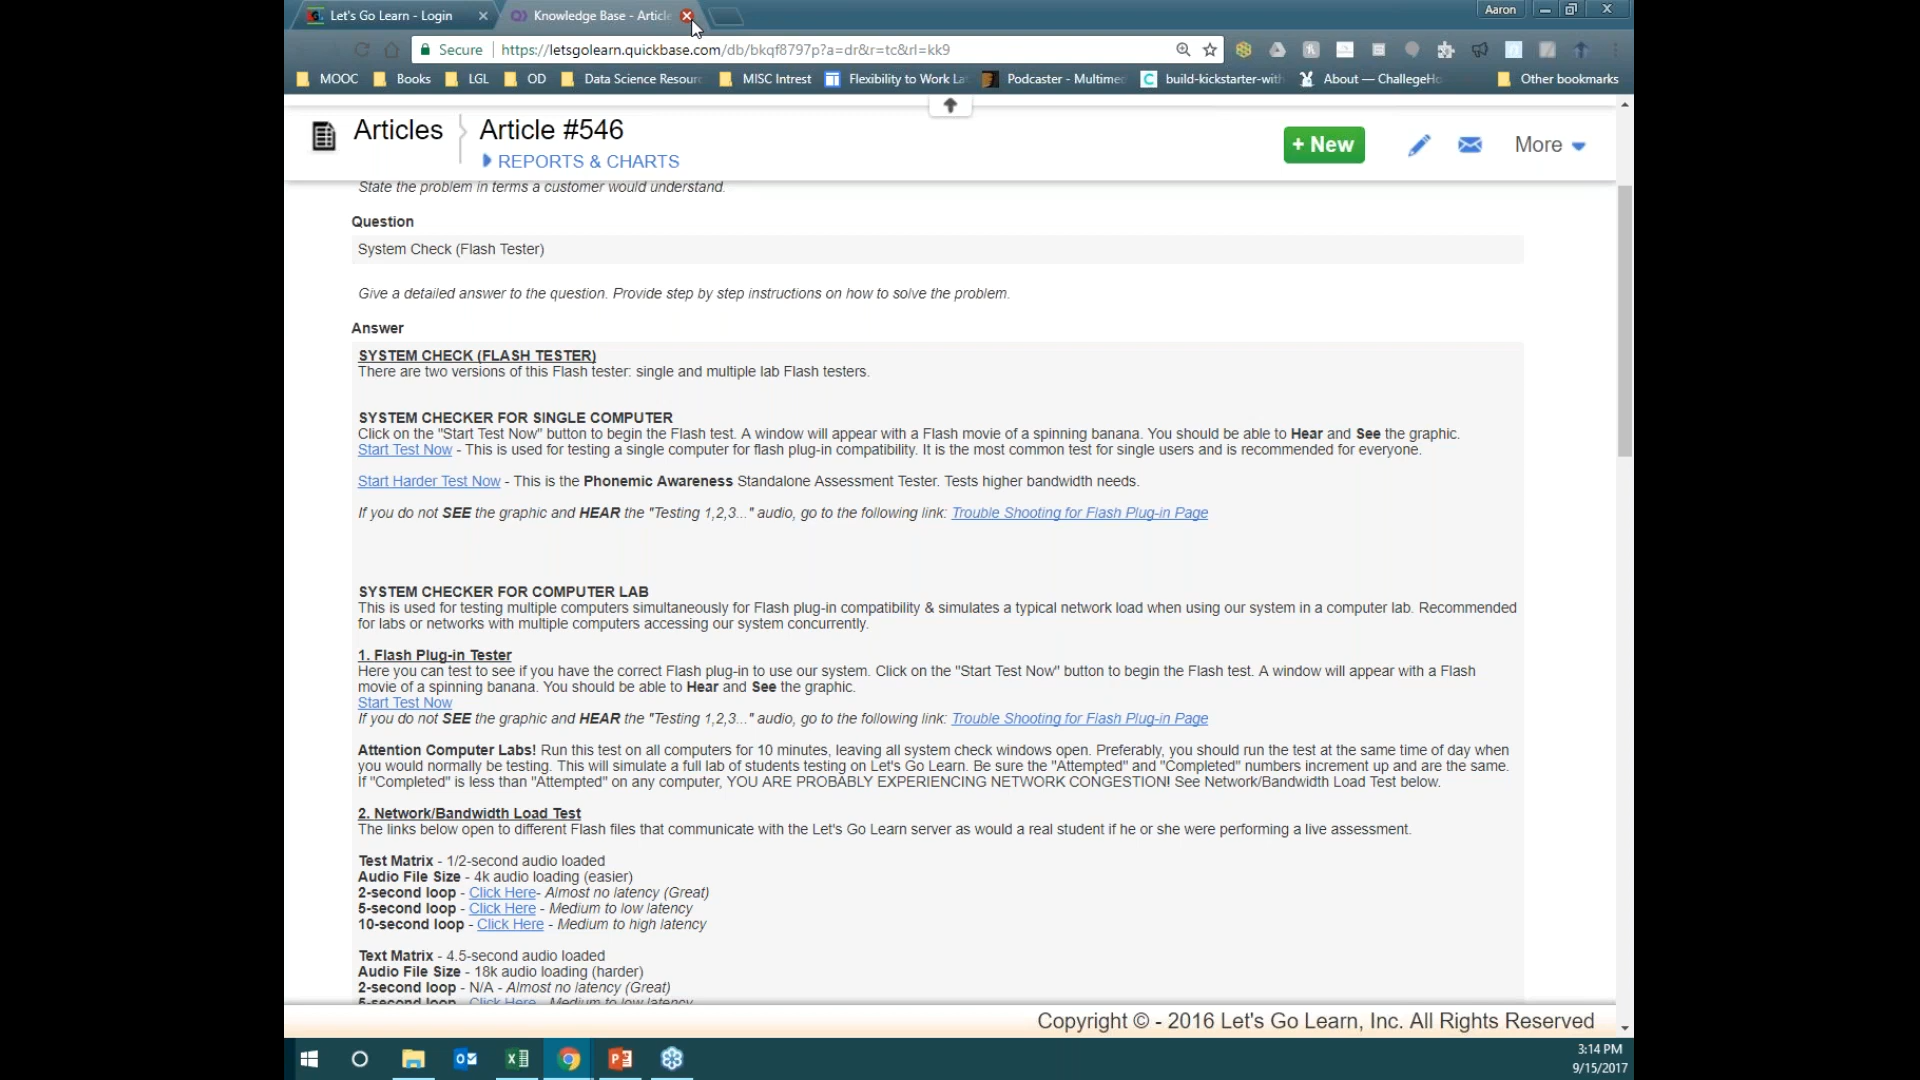 Let's Go Learn - Login
Knowledge Base - Article
Aaron
Secure
https://letsgolearn.quickbase.com/db/bkqf8797p?a=dr&r=tc&rl=kk9
MOOC
Books
LGL
OD
Data Science Resour
MISC Intrest
Flexibility to Work La
Podcaster - Multime
build-kickstarter-with
About — ChallegeHo
Other bookmarks
Articles
Article #546
REPORTS & CHARTS
+ New
More
State the problem in terms a customer would understand.
Question
System Check (Flash Tester)
Give a detailed answer to the question. Provide step by step instructions on how to solve the problem.
Answer
SYSTEM CHECK (FLASH TESTER)
There are two versions of this Flash tester: single and multiple lab Flash testers.
SYSTEM CHECKER FOR SINGLE COMPUTER
Click on the "Start Test Now" button to begin the Flash test. A window will appear with a Flash movie of a spinning banana. You should be able to Hear and See the graphic.
Start Test Now - This is used for testing a single computer for flash plug-in compatibility. It is the most common test for single users and is recommended for everyone.
Start Harder Test Now - This is the Phonemic Awareness Standalone Assessment Tester. Tests higher bandwidth needs.
If you do not SEE the graphic and HEAR the "Testing 1,2,3..." audio, go to the following link: Trouble Shooting for Flash Plug-in Page
SYSTEM CHECKER FOR COMPUTER LAB
This is used for testing multiple computers simultaneously for Flash plug-in compatibility & simulates a typical network load when using our system in a computer lab. Recommended
for labs or networks with multiple computers accessing our system concurrently.
1. Flash Plug-in Tester
Here you can test to see if you have the correct Flash plug-in to use our system. Click on the "Start Test Now" button to begin the Flash test. A window will appear with a Flash
movie of a spinning banana. You should be able to Hear and See the graphic.
Start Test Now
If you do not SEE the graphic and HEAR the "Testing 1,2,3..." audio, go to the following link: Trouble Shooting for Flash Plug-in Page
Attention Computer Labs! Run this test on all computers for 10 minutes, leaving all system check windows open. Preferably, you should run the test at the same time of day when
you would normally be testing. This will simulate a full lab of students testing on Let's Go Learn. Be sure the "Attempted" and "Completed" numbers increment up and are the same.
If "Completed" is less than "Attempted" on any computer, YOU ARE PROBABLY EXPERIENCING NETWORK CONGESTION! See Network/Bandwidth Load Test below.
2. Network/Bandwidth Load Test
The links below open to different Flash files that communicate with the Let's Go Learn server as would a real student if he or she were performing a live assessment.
Test Matrix - 1/2-second audio loaded
Audio File Size - 4k audio loading (easier)
2-second loop - Click Here- Almost no latency (Great)
5-second loop - Click Here - Medium to low latency
10-second loop - Click Here - Medium to high latency
Text Matrix - 4.5-second audio loaded
Audio File Size - 18k audio loading (harder)
2-second loop - N/A - Almost no latency (Great)
5-second loop - Click Here - Medium to low latency
Copyright © - 2016 Let's Go Learn, Inc. All Rights Reserved
3:14 PM
9/15/2017